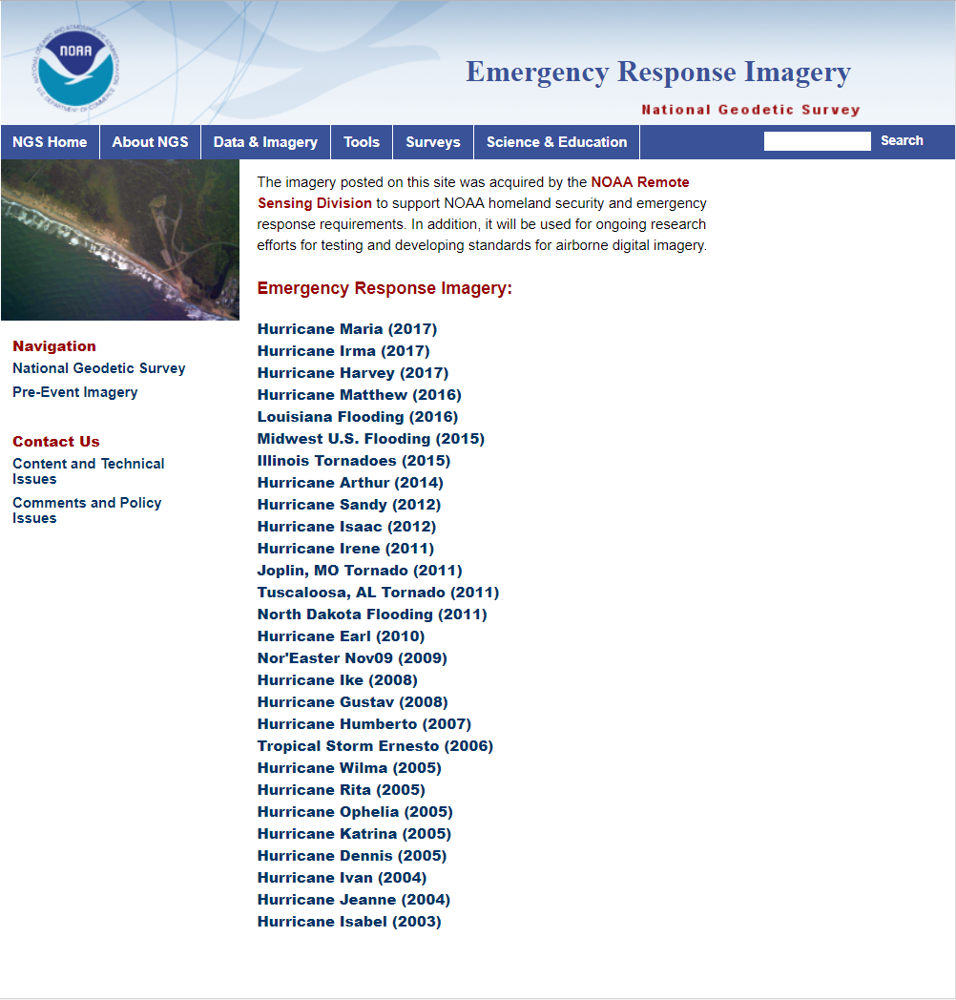 NOAA
NATIONAL OCEANIC AND ATMOSPHERIC ADMINISTRATION
U.S. DEPARTMENT OF COMMERCE
Emergency Response Imagery
National Geodetic Survey
NGS Home About NGS Data & Imagery Tools Surveys Science & Education Search
The imagery posted on this site was acquired by the NOAA Remote
Sensing Division to support NOAA homeland security and emergency
response requirements. In addition, it will be used for ongoing research
efforts for testing and developing standards for airborne digital imagery.
Navigation
National Geodetic Survey
Pre-Event Imagery
Contact Us
Content and Technical
Issues
Comments and Policy
Issues
Emergency Response Imagery:
Hurricane Maria (2017)
Hurricane Irma (2017)
Hurricane Harvey (2017)
Hurricane Matthew (2016)
Louisiana Flooding (2016)
Midwest U.S. Flooding (2015)
Illinois Tornadoes (2015)
Hurricane Arthur (2014)
Hurricane Sandy (2012)
Hurricane Isaac (2012)
Hurricane Irene (2011)
Joplin, MO Tornado (2011)
Tuscaloosa, AL Tornado (2011)
North Dakota Flooding (2011)
Hurricane Earl (2010)
Nor'Easter Nov09 (2009)
Hurricane Ike (2008)
Hurricane Gustav (2008)
Hurricane Humberto (2007)
Tropical Storm Ernesto (2006)
Hurricane Wilma (2005)
Hurricane Rita (2005)
Hurricane Ophelia (2005)
Hurricane Katrina (2005)
Hurricane Dennis (2005)
Hurricane Ivan (2004)
Hurricane Jeanne (2004)
Hurricane Isabel (2003)